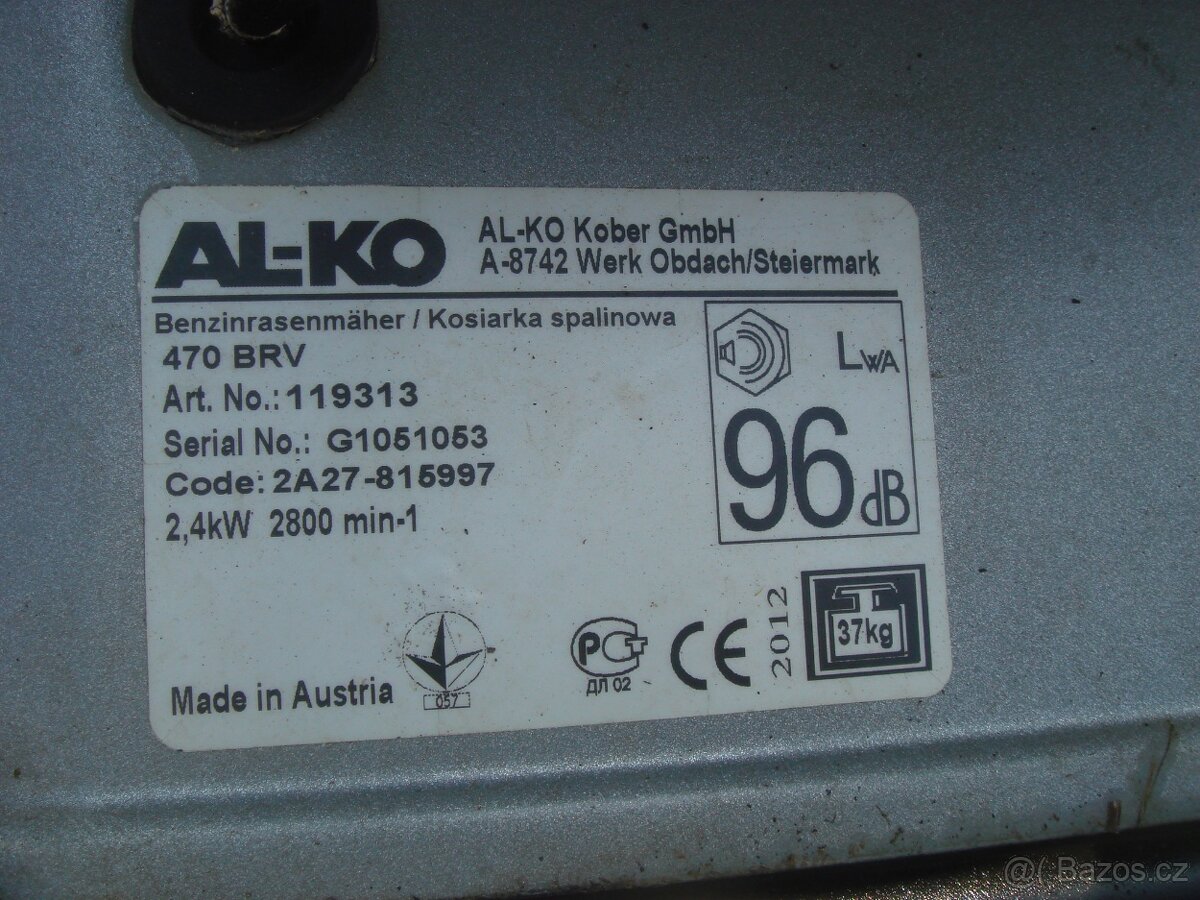 AL-KO
AL-KO Kober GmbH
A-8742 Werk Obdach/Steiermark
Benzinrasenmäher / Kosiarka spalinowa
470 BRV
Art. No.: 119313
Serial No.: G1051053
Code: 2A27-815997
2,4kW 2800 min-1
LWA
96 dB
Made in Austria
057
РСТ
ДЛ 02
CE
2012
37kg
@( Bazos.cz